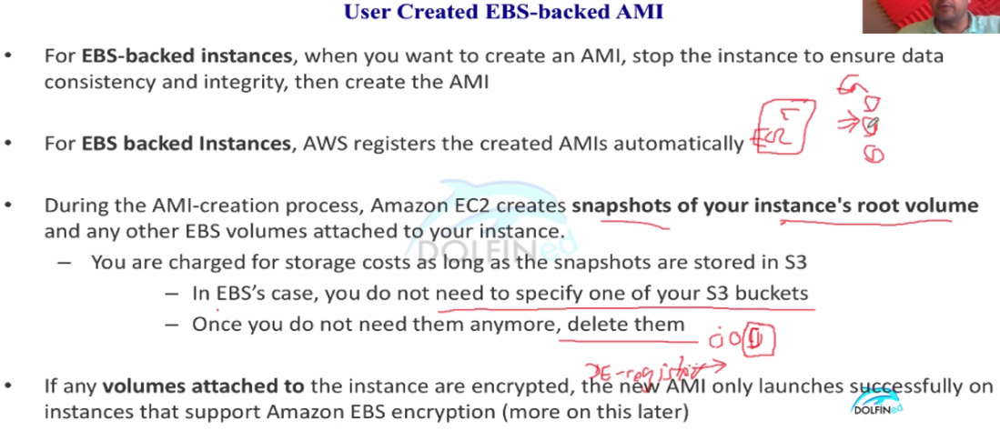 User Created EBS-backed AMI
• For EBS-backed instances, when you want to create an AMI, stop the instance to ensure data
consistency and integrity, then create the AMI
• For EBS backed Instances, AWS registers the created AMIs automatically
EC2
• During the AMI-creation process, Amazon EC2 creates snapshots of your instance's root volume
and any other EBS volumes attached to your instance.
DOLFINed
– You are charged for storage costs as long as the snapshots are stored in S3
– In EBS’s case, you do not need to specify one of your S3 buckets
– Once you do not need them anymore, delete them
DE-register
• If any volumes attached to the instance are encrypted, the new AMI only launches successfully on
instances that support Amazon EBS encryption (more on this later)
DOLFINed